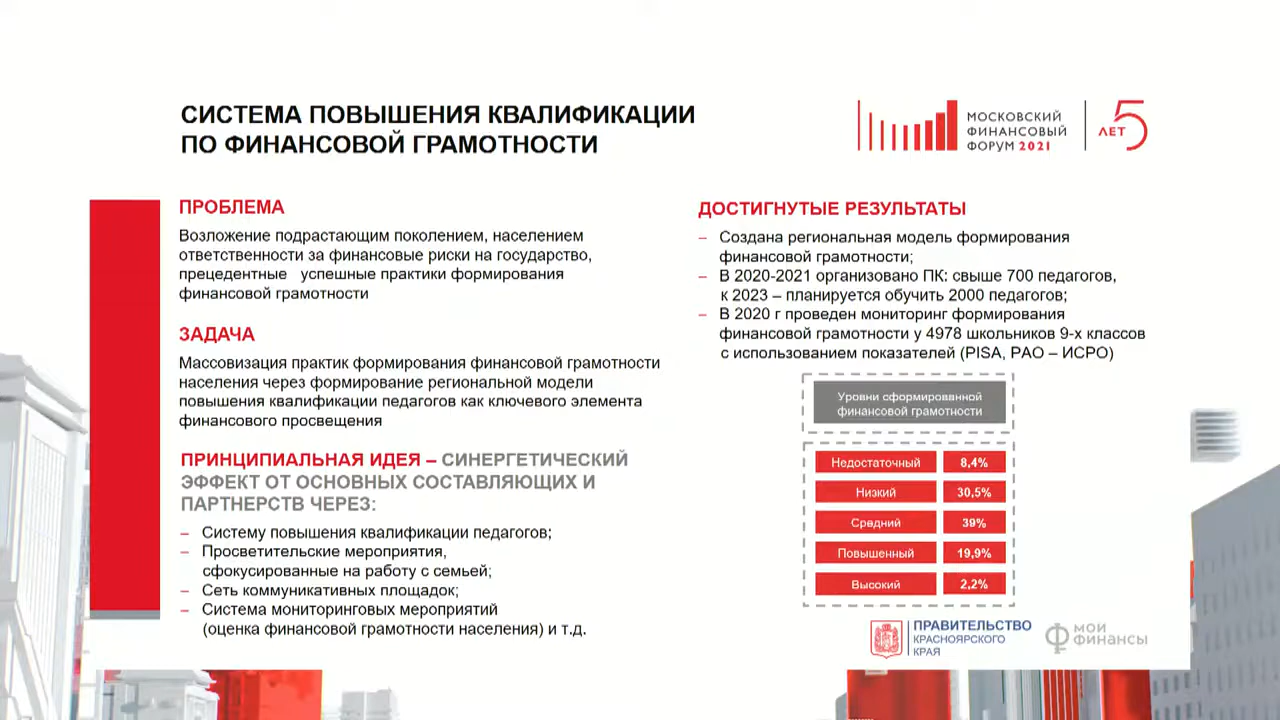 СИСТЕМА ПОВЫШЕНИЯ КВАЛИФИКАЦИИ
ПО ФИНАНСОВОЙ ГРАМОТНОСТИ
МОСКОВСКИЙ
ФИНАНСОВЫЙ
ФОРУМ 2021
5 ЛЕТ
ПРОБЛЕМА
Возложение подрастающим поколением, населением
ответственности за финансовые риски на государство,
прецедентные успешные практики формирования
финансовой грамотности
ЗАДАЧА
Массовизация практик формирования финансовой грамотности
населения через формирование региональной модели
повышения квалификации педагогов как ключевого элемента
финансового просвещения
ПРИНЦИПИАЛЬНАЯ ИДЕЯ – СИНЕРГЕТИЧЕСКИЙ
ЭФФЕКТ ОТ ОСНОВНЫХ СОСТАВЛЯЮЩИХ И
ПАРТНЕРСТВ ЧЕРЕЗ:
– Систему повышения квалификации педагогов;
– Просветительские мероприятия,
сфокусированные на работу с семьей;
– Сеть коммуникативных площадок;
– Система мониторинговых мероприятий
(оценка финансовой грамотности населения) и т.д.
ДОСТИГНУТЫЕ РЕЗУЛЬТАТЫ
– Создана региональная модель формирования
финансовой грамотности;
– В 2020-2021 организовано ПК: свыше 700 педагогов,
к 2023 – планируется обучить 2000 педагогов;
– В 2020 г проведен мониторинг формирования
финансовой грамотности у 4978 школьников 9-х классов
с использованием показателей (PISA, РАО – ИСРО)
Уровни сформированной
финансовой грамотности
Недостаточный 8,4%
Низкий 30,5%
Средний 39%
Повышенный 19,9%
Высокий 2,2%
ПРАВИТЕЛЬСТВО
КРАСНОЯРСКОГО
КРАЯ
мои
финансы